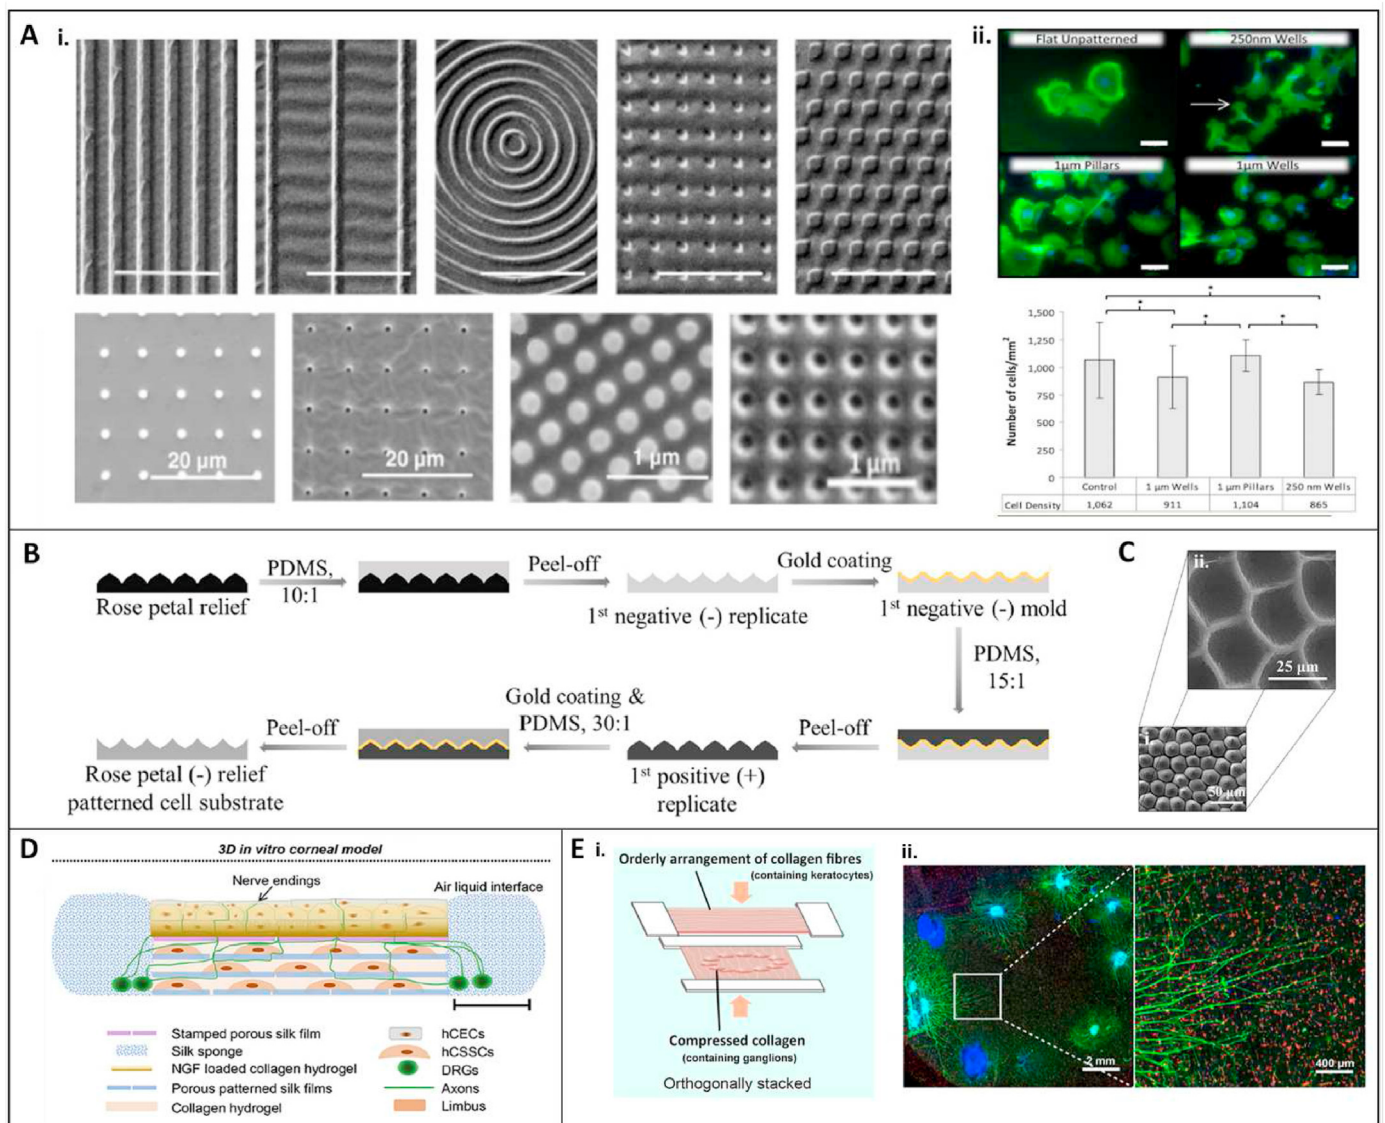 A
i.
20 µm
20 µm
1 µm
1 µm
ii.
Flat Unpatterned
250nm Wells
1µm Pillars
1µm Wells
*
*
*
*
Number of cells/mm²
1,500
1,250
1,000
750
500
250
0
Control
1 µm Wells
1 µm Pillars
250 nm Wells
Cell Density
1,062
911
1,104
865
B
Rose petal relief
PDMS,
10:1
Peel-off
1st negative (-) replicate
Gold coating
1st negative (-) mold
PDMS,
15:1
Peel-off
1st positive (+)
replicate
Gold coating &
PDMS, 30:1
Peel-off
Rose petal (-) relief
patterned cell substrate
C
ii.
25 µm
i.
50 µm
D
3D in vitro corneal model
Nerve endings
Air liquid interface
Stamped porous silk film
Silk sponge
NGF loaded collagen hydrogel
Porous patterned silk films
Collagen hydrogel
hCECs
hCSSCs
DRGs
Axons
Limbus
E
i.
Orderly arrangement of collagen fibres
(containing keratocytes)
Compressed collagen
(containing ganglions)
Orthogonally stacked
ii.
2 mm
400 µm